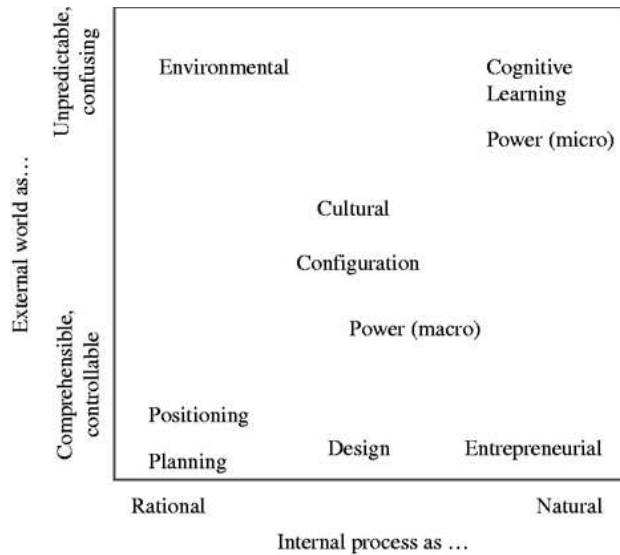 Unpredictable,
confusing
External world as…
Comprehensible,
controllable
Environmental
Cognitive
Learning
Power (micro)
Cultural
Configuration
Power (macro)
Positioning
Planning
Design
Entrepreneurial
Rational
Natural
Internal process as …